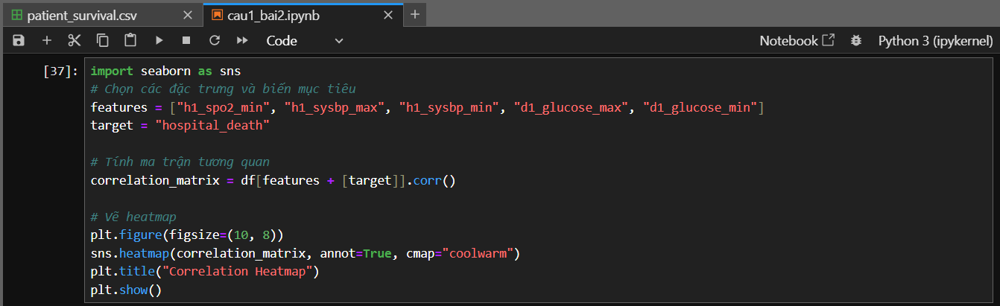 patient_survival.csv
cau1_bai2.ipynb
Code
Notebook
Python 3 (ipykernel)
[37]:
import seaborn as sns
# Chọn các đặc trưng và biến mục tiêu
features = ["h1_spo2_min", "h1_sysbp_max", "h1_sysbp_min", "d1_glucose_max", "d1_glucose_min"]
target = "hospital_death"
# Tính ma trận tương quan
correlation_matrix = df[features + [target]].corr()
# Vẽ heatmap
plt.figure(figsize=(10, 8))
sns.heatmap(correlation_matrix, annot=True, cmap="coolwarm")
plt.title("Correlation Heatmap")
plt.show()